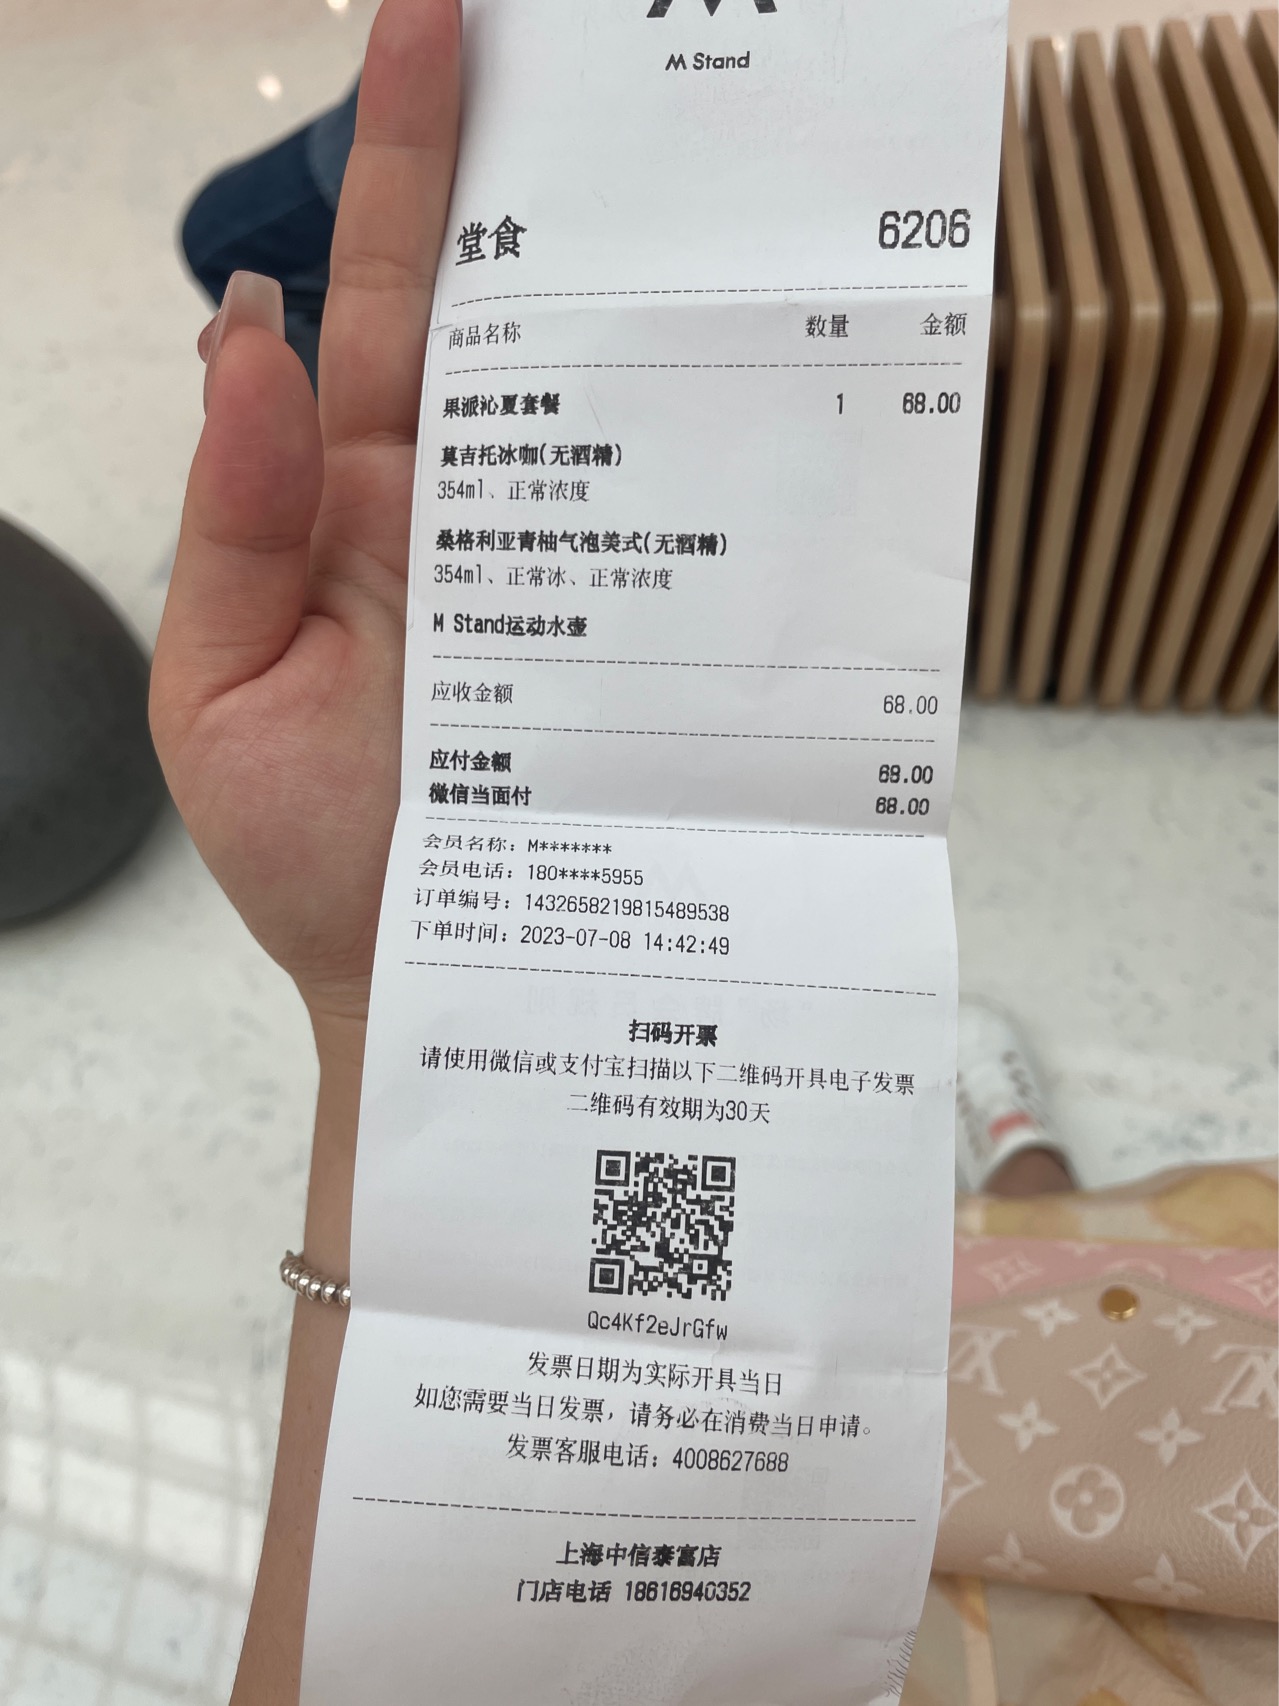 M Stand
堂食 6206
商品名称 数量 金额
果派沁夏套餐 1 68.00
莫吉托冰咖(无酒精)
354ml、正常浓度
桑格利亚青柚气泡美式(无酒精)
354ml、正常冰、正常浓度
M Stand运动水壶
应收金额 68.00
应付金额 68.00
微信当面付 68.00
会员名称：M*******
会员电话：180****5955
订单编号：1432658219815489538
下单时间：2023-07-08 14:42:49
扫码开票
请使用微信或支付宝扫描以下二维码开具电子发票
二维码有效期为30天
Qc4Kf2eJrGfw
发票日期为实际开具当日
如您需要当日发票，请务必在消费当日申请。
发票客服电话：4008627688
上海中信泰富店
门店电话 18616940352